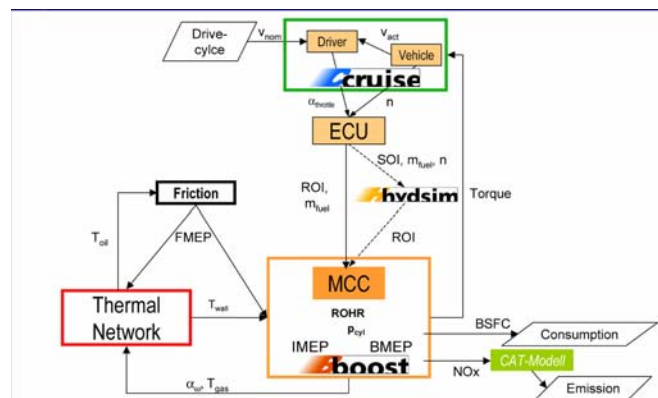 Drive-
cylce
v_nom
Driver
v_act
Vehicle
cruise
α_throttle
n
ECU
SOI, m_fuel, n
ROI,
m_fuel
hydsim
Torque
Friction
T_oil
FMEP
ROI
MCC
Thermal
Network
T_wall
ROHR
p_cyl
IMEP
BMEP
boost
BSFC
Consumption
CAT-Modell
NOx
Emission
T_gas